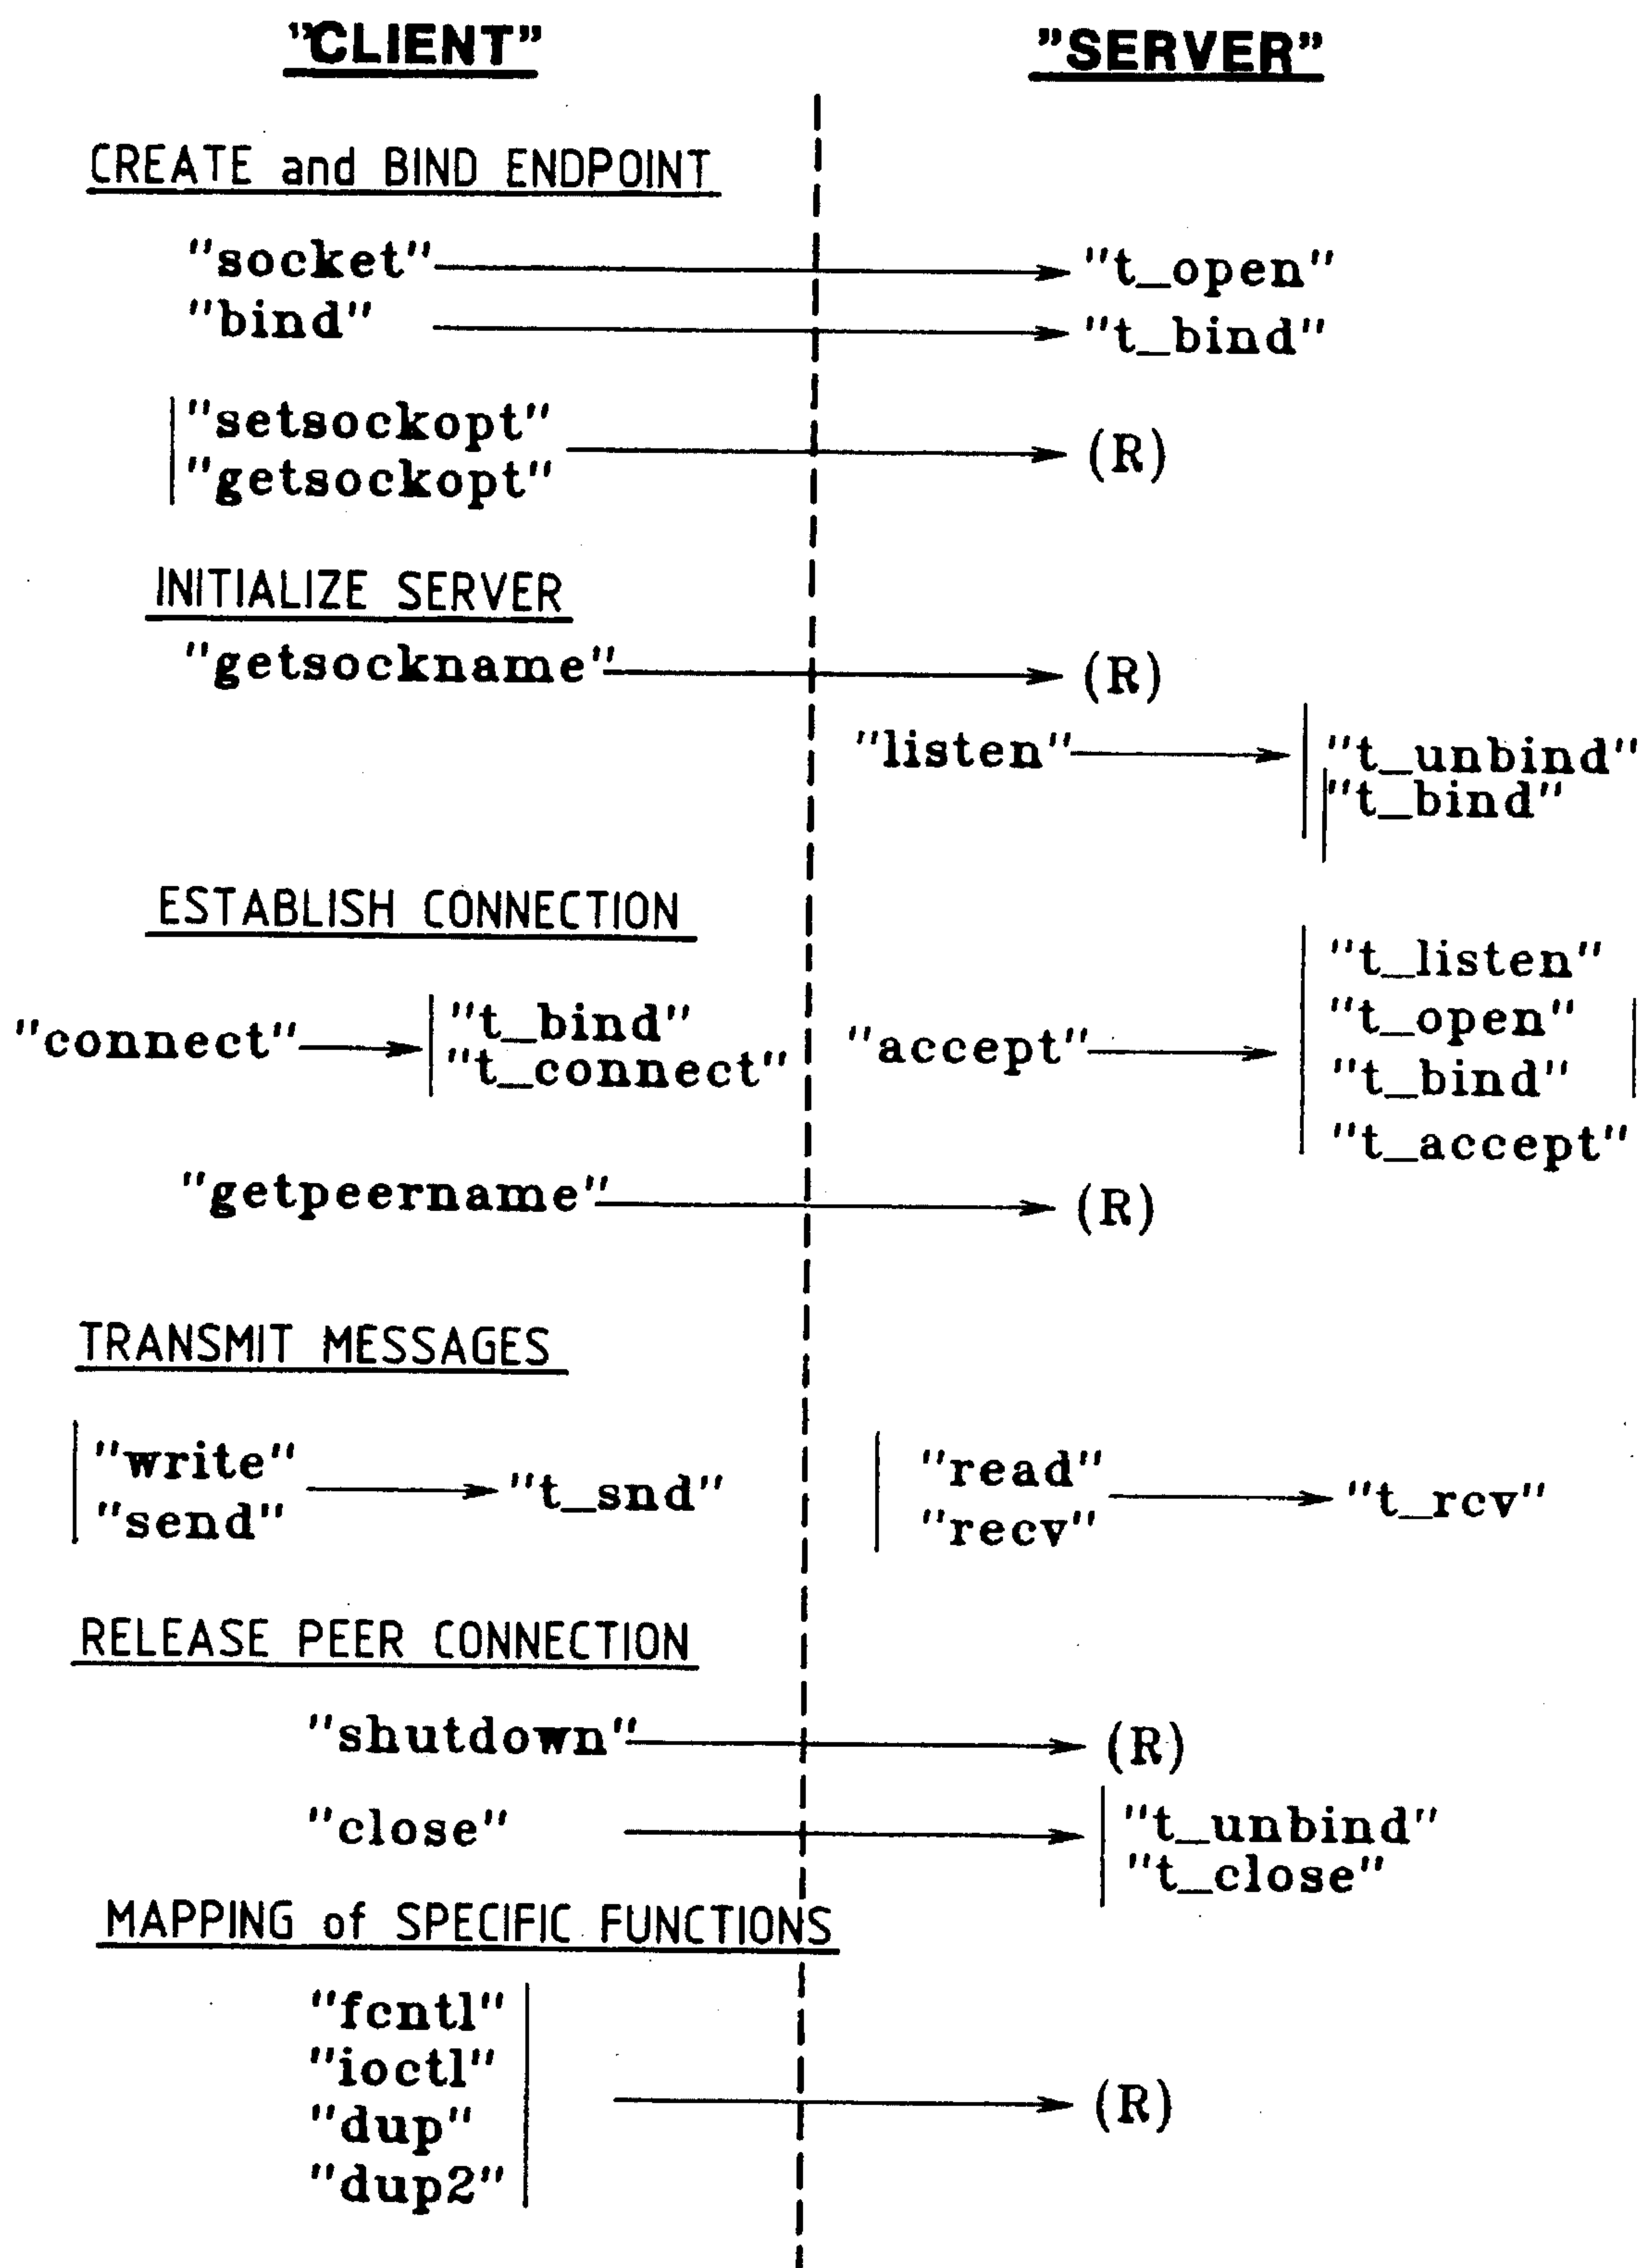 "CLIENT" "SERVER"
CREATE and BIND ENDPOINT
"socket" "t_open"
"bind" "t_bind"
"setsockopt"
"getsockopt" (R)
INITIALIZE SERVER
"getsockname" (R)
"listen" "t_unbind"
"t_bind"
ESTABLISH CONNECTION
"connect" "t_bind"
"t_connect"
"accept" "t_listen"
"t_open"
"t_bind"
"t_accept"
"getpeername" (R)
TRANSMIT MESSAGES
"write"
"send" "t_snd"
"read"
"recv" "t_rcv"
RELEASE PEER CONNECTION
"shutdown" (R)
"close" "t_unbind"
"t_close"
MAPPING of SPECIFIC FUNCTIONS
"fcntl"
"ioctl"
"dup"
"dup2" (R)